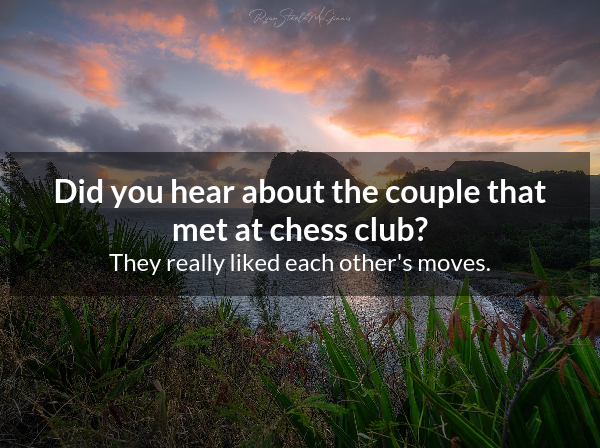 Did you hear about the couple that
met at chess club?
They really liked each other's moves.